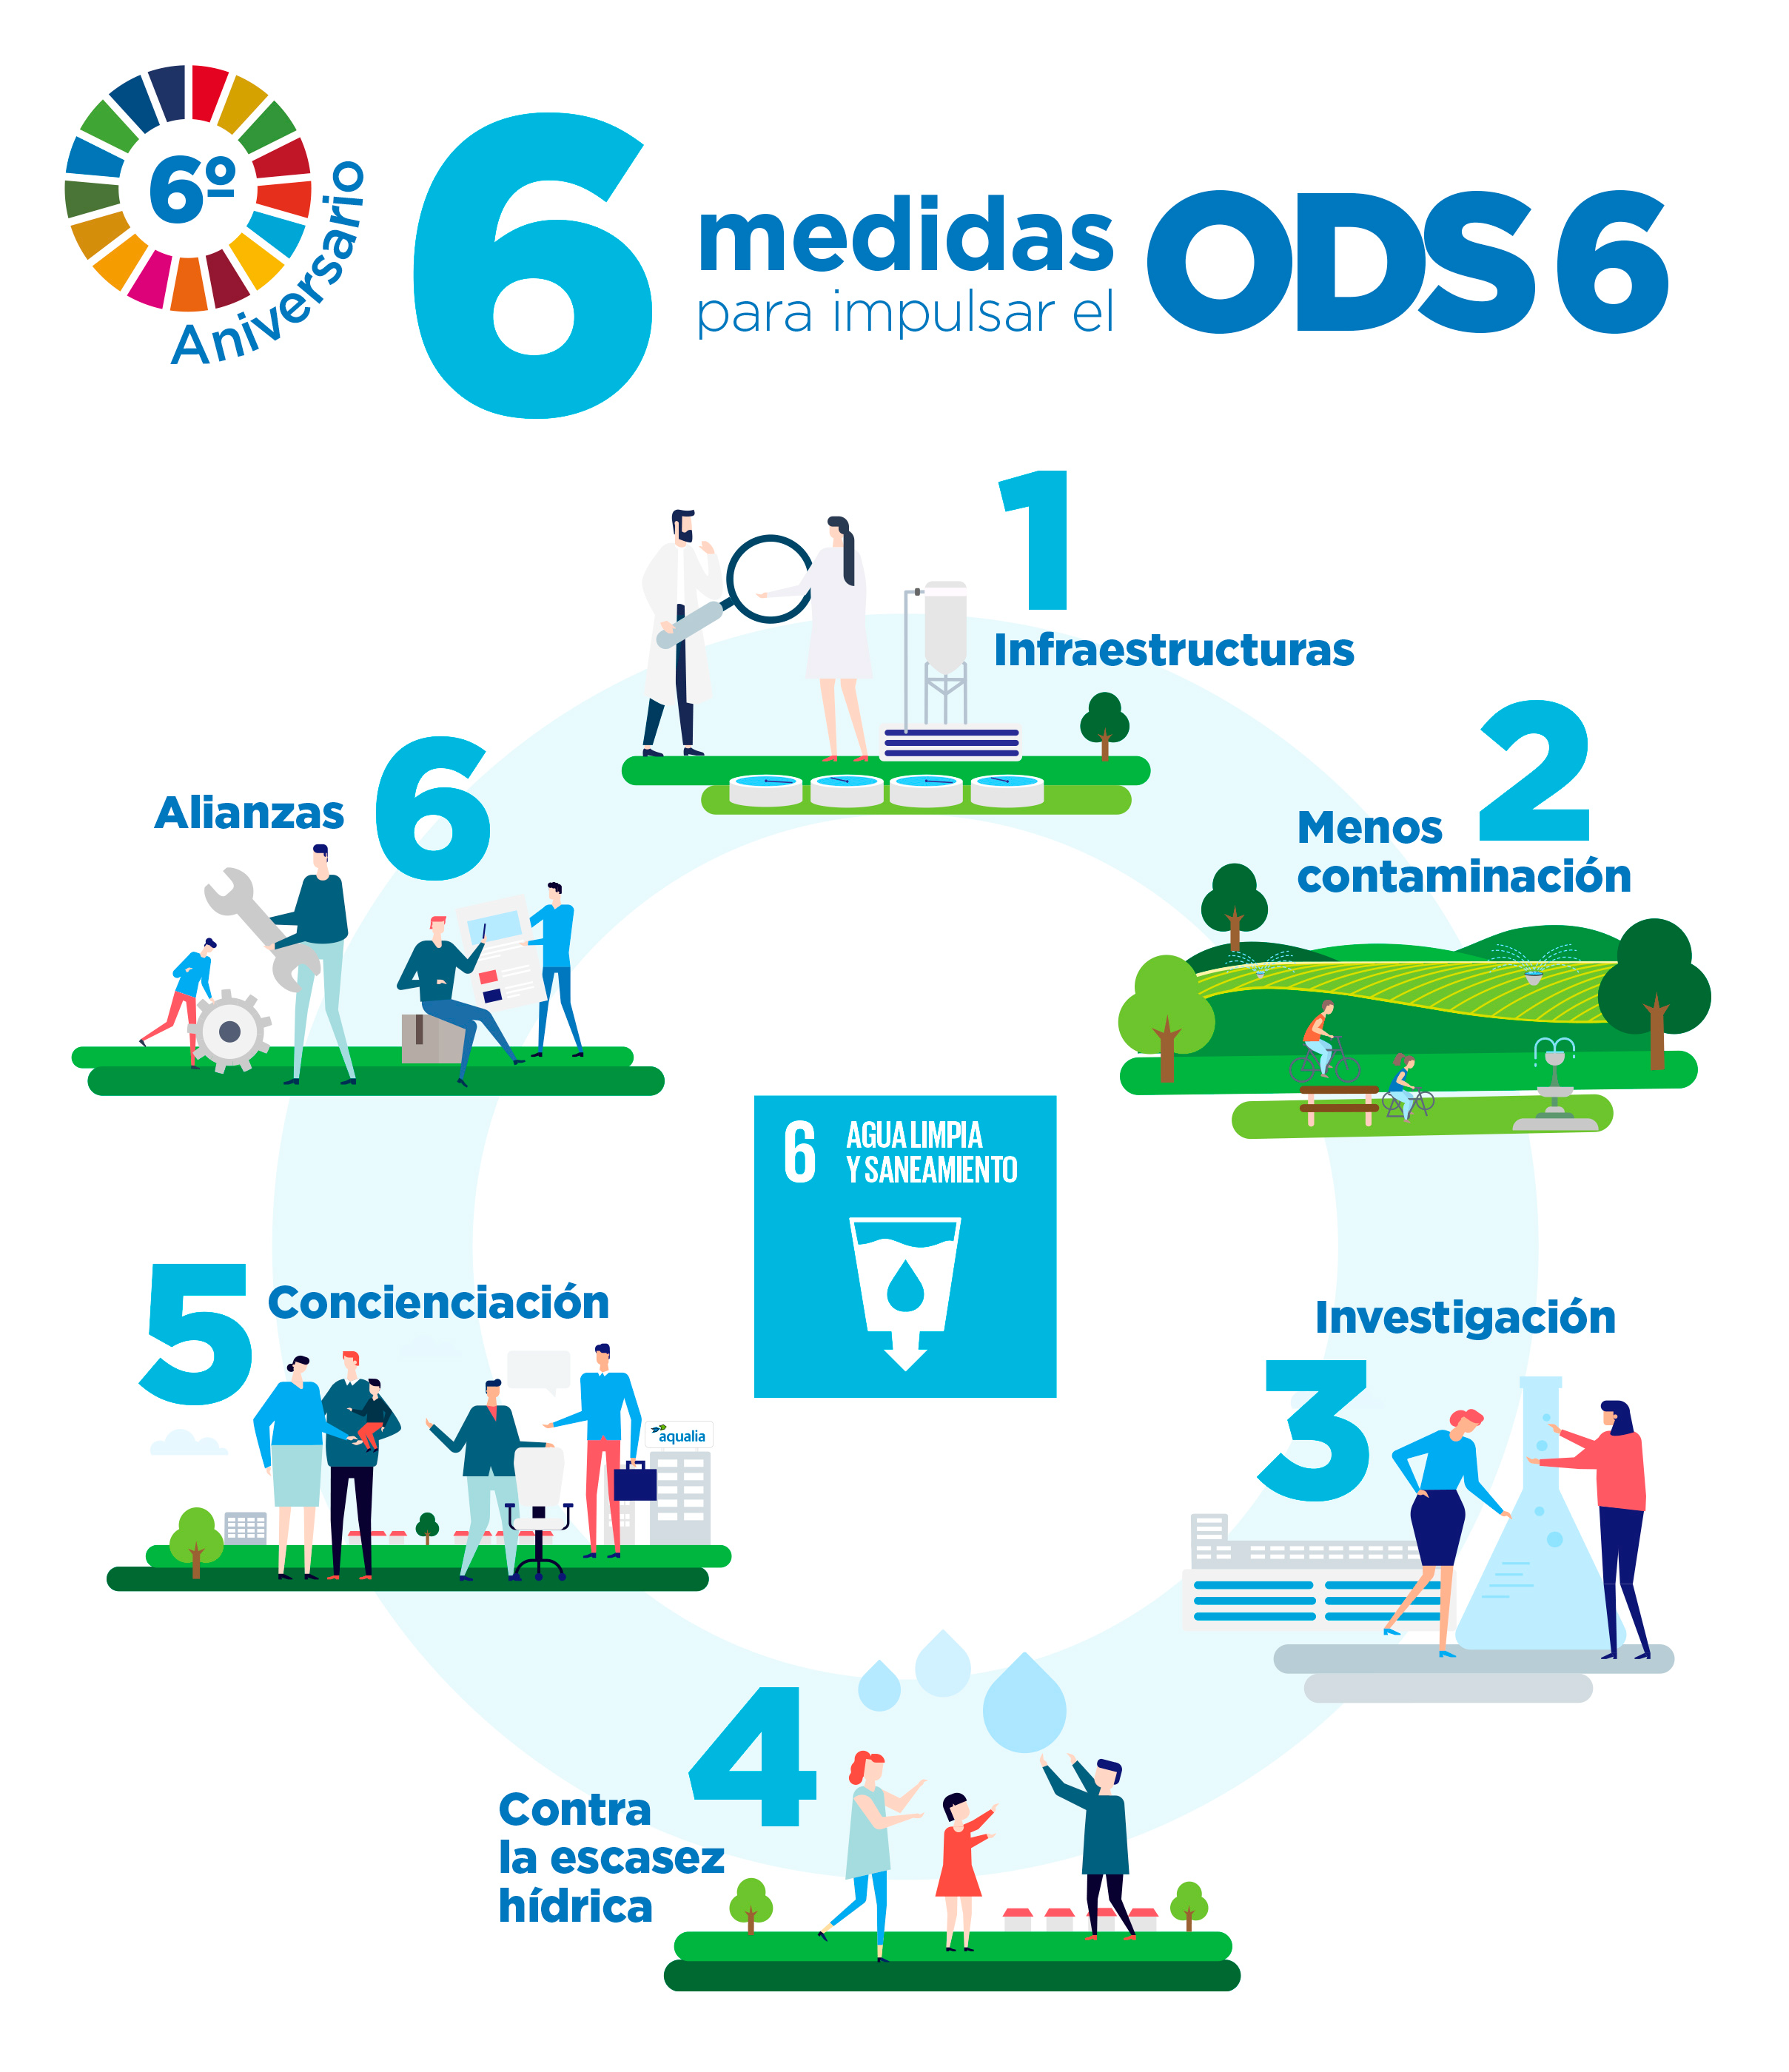 6º
Aniversario
6
medidas
para impulsar el
ODS 6
1
Infraestructuras
2
Menos
contaminación
Investigación
3
4
Contra
la escasez
hídrica
5
Concienciación
aqualia
Alianzas
6
6
AGUA LIMPIA
Y SANEAMIENTO